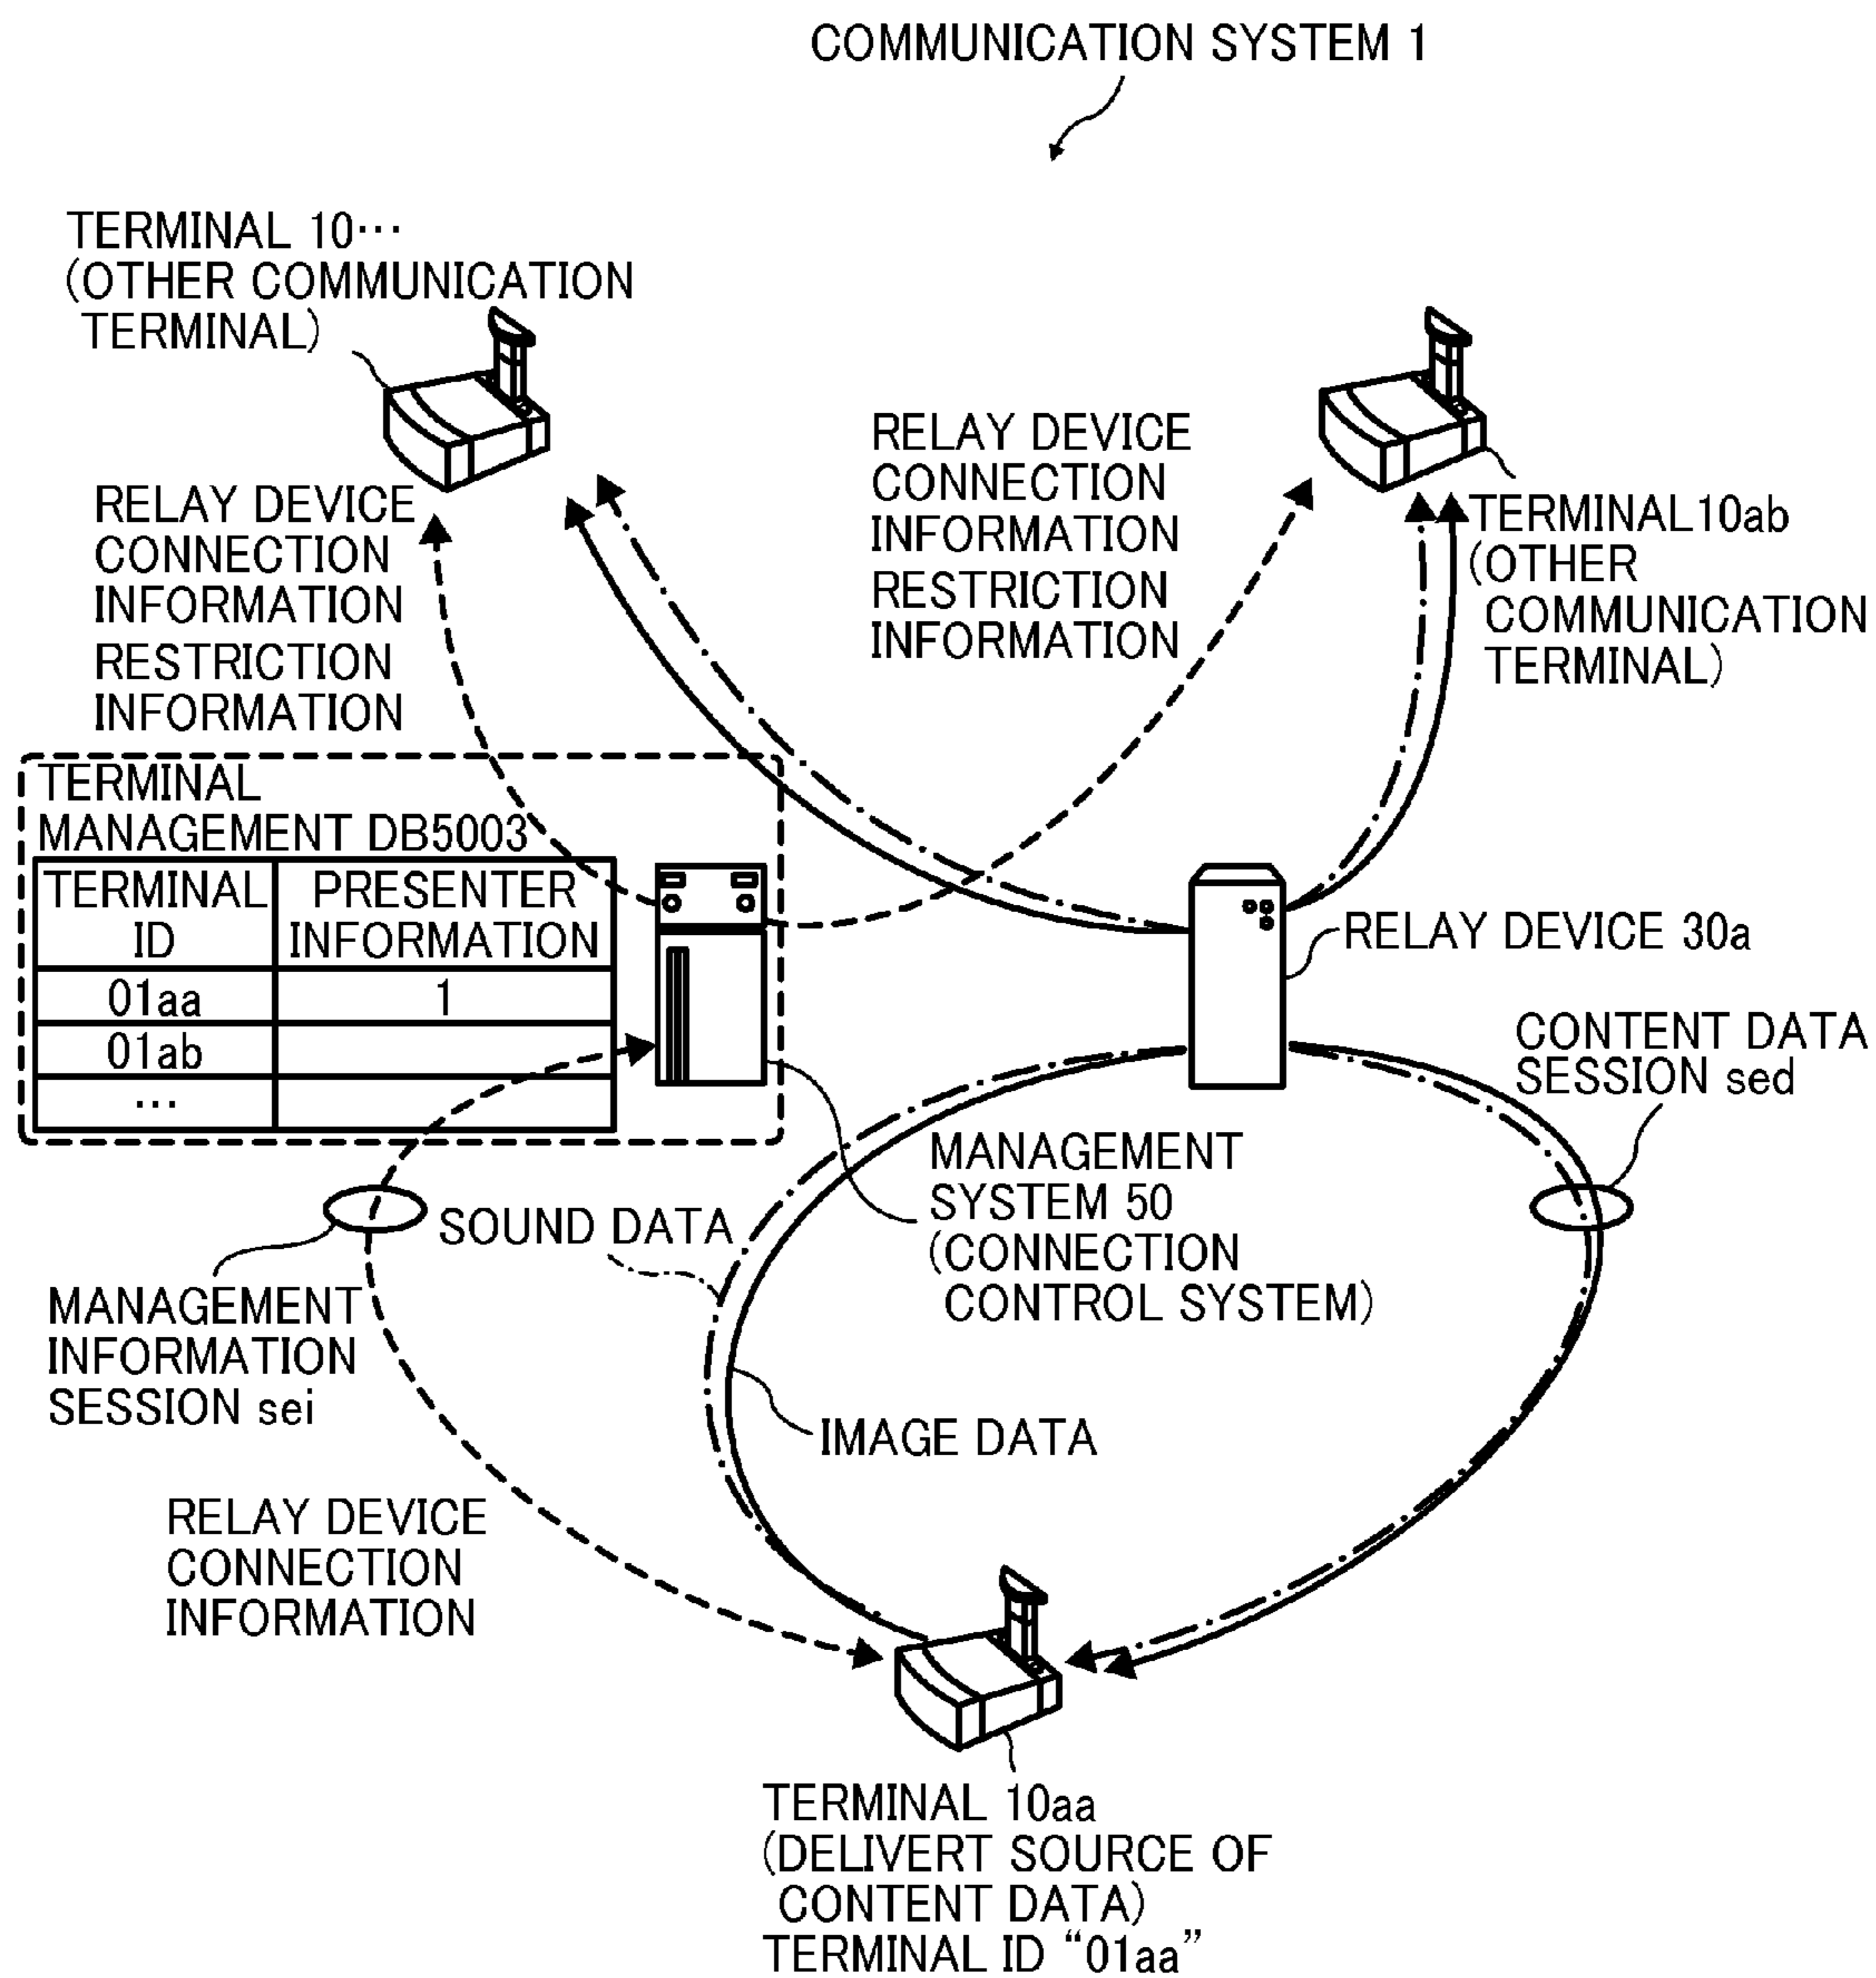 COMMUNICATION SYSTEM 1
TERMINAL 10…
(OTHER COMMUNICATION
TERMINAL)
RELAY DEVICE
CONNECTION
INFORMATION
RESTRICTION
INFORMATION
RELAY DEVICE
CONNECTION
INFORMATION
RESTRICTION
INFORMATION
TERMINAL10ab
(OTHER
COMMUNICATION
TERMINAL)
TERMINAL
MANAGEMENT DB5003
TERMINAL
ID
PRESENTER
INFORMATION
01aa
1
01ab
…
RELAY DEVICE 30a
CONTENT DATA
SESSION sed
MANAGEMENT
SYSTEM 50
(CONNECTION
CONTROL SYSTEM)
SOUND DATA
MANAGEMENT
INFORMATION
SESSION sei
IMAGE DATA
RELAY DEVICE
CONNECTION
INFORMATION
TERMINAL 10aa
(DELIVERT SOURCE OF
CONTENT DATA)
TERMINAL ID “01aa”